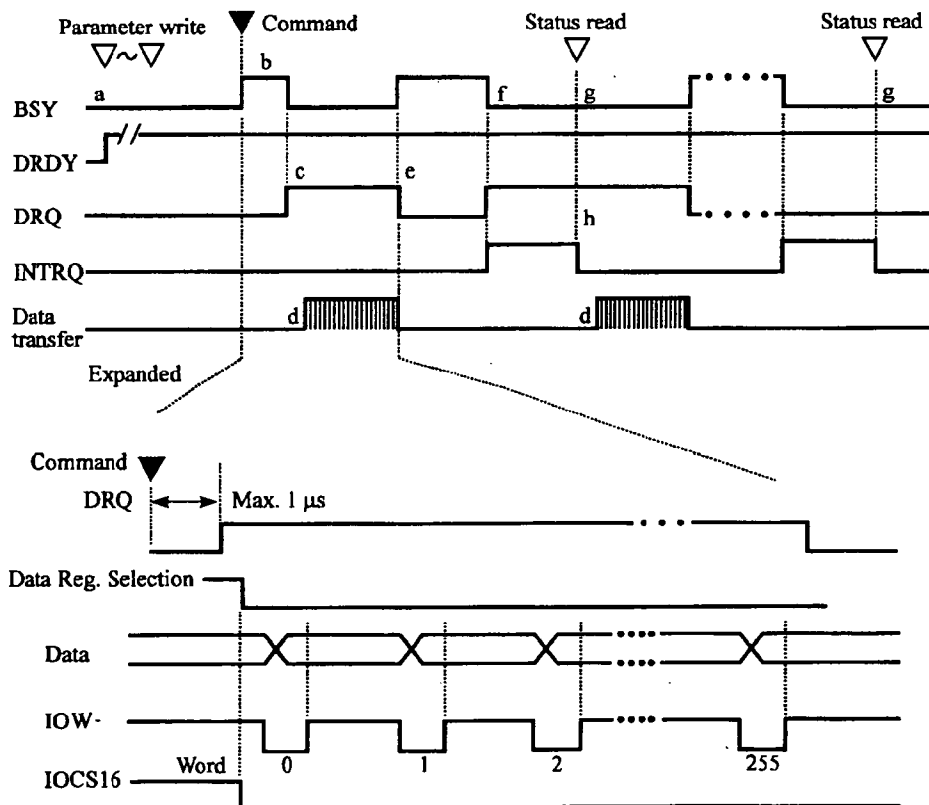 Parameter write
Command
Status read
Status read
b
a
f
g
g
BSY
DRDY
c
e
DRQ
h
INTRQ
Data transfer
d
d
Expanded
Command
DRQ
Max. 1 μs
Data Reg. Selection
Data
IOW-
Word
0
1
2
255
IOCS16